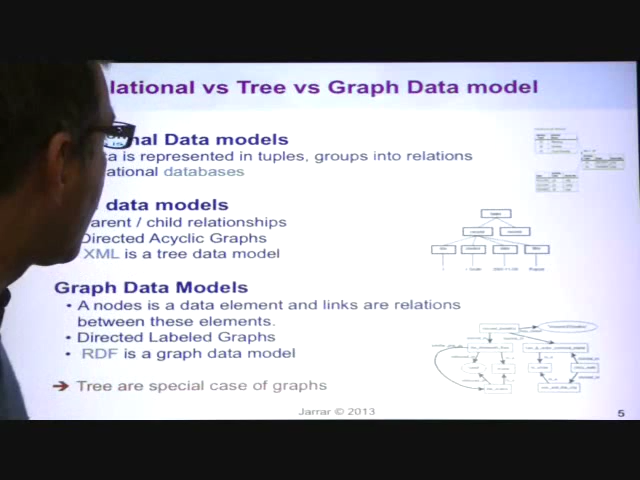 lational vs Tree vs Graph Data model
nal Data models
ta is represented in tuples, groups into relations
ational databases
data models
arent / child relationships
Directed Acyclic Graphs
XML is a tree data model
Graph Data Models
• A nodes is a data element and links are relations
between these elements.
• Directed Labeled Graphs
• RDF is a graph data model
➔ Tree are special case of graphs
Jarrar © 2013
5